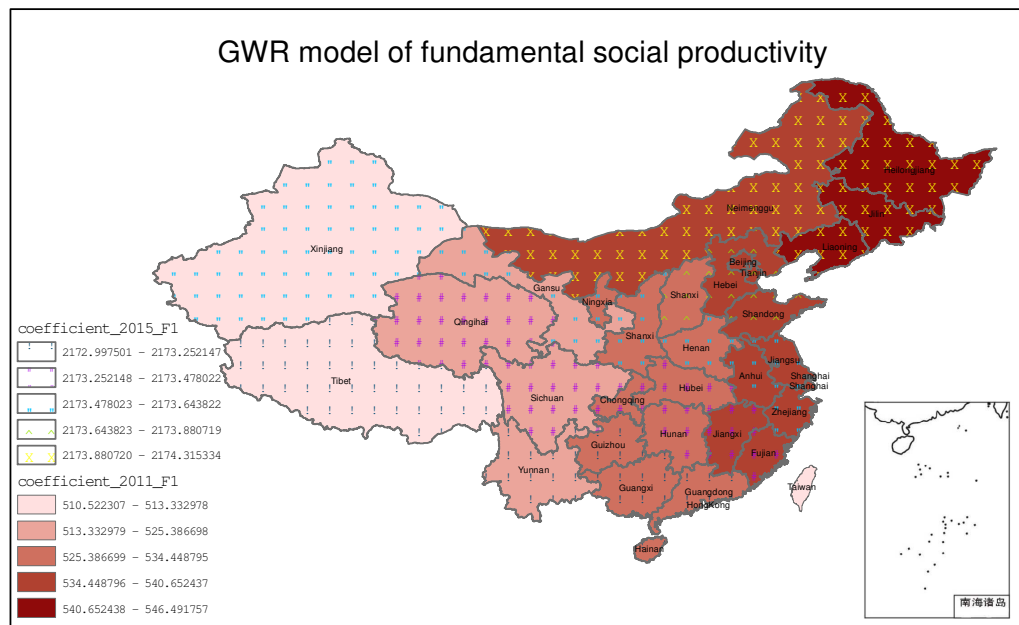 GWR model of fundamental social productivity
Heilongjiang
Jilin
Neimenggu
Liaoning
Xinjiang
Beijing
Tianjin
Gansu
Hebei
Ningxia
Shanxi
Shandong
Qinghai
Shanxi
Henan
Jiangsu
Tibet
Anhui
Shanghai
Shanghai
Sichuan
Hubei
Chongqing
Zhejiang
Guizhou
Hunan
Jiangxi
Fujian
Yunnan
Guangxi
Guangdong
HongKong
Taiwan
Hainan
coefficient_2015_F1
2172.997501 - 2173.252147
2173.252148 - 2173.478022
2173.478023 - 2173.643822
2173.643823 - 2173.880719
2173.880720 - 2174.315334
coefficient_2011_F1
510.522307 - 513.332978
513.332979 - 525.386698
525.386699 - 534.448795
534.448796 - 540.652437
540.652438 - 546.491757
南海诸岛